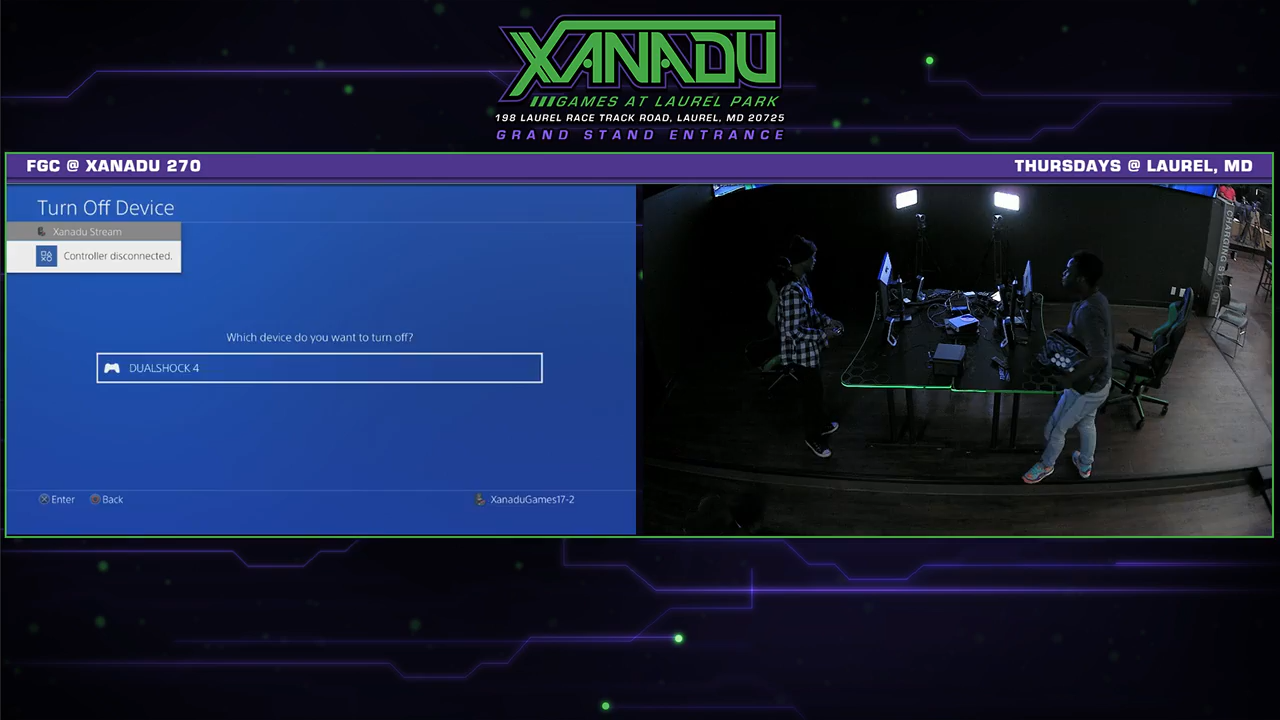 XANADU
GAMES AT LAUREL PARK
198 LAUREL RACE TRACK ROAD, LAUREL, MD 20725
GRAND STAND ENTRANCE
FGC @ XANADU 270
THURSDAYS @ LAUREL, MD
Turn Off Device
Xanadu Stream
Controller disconnected.
Which device do you want to turn off?
DUALSHOCK 4
Enter
Back
XanaduGames17-2
CHARGING STATION